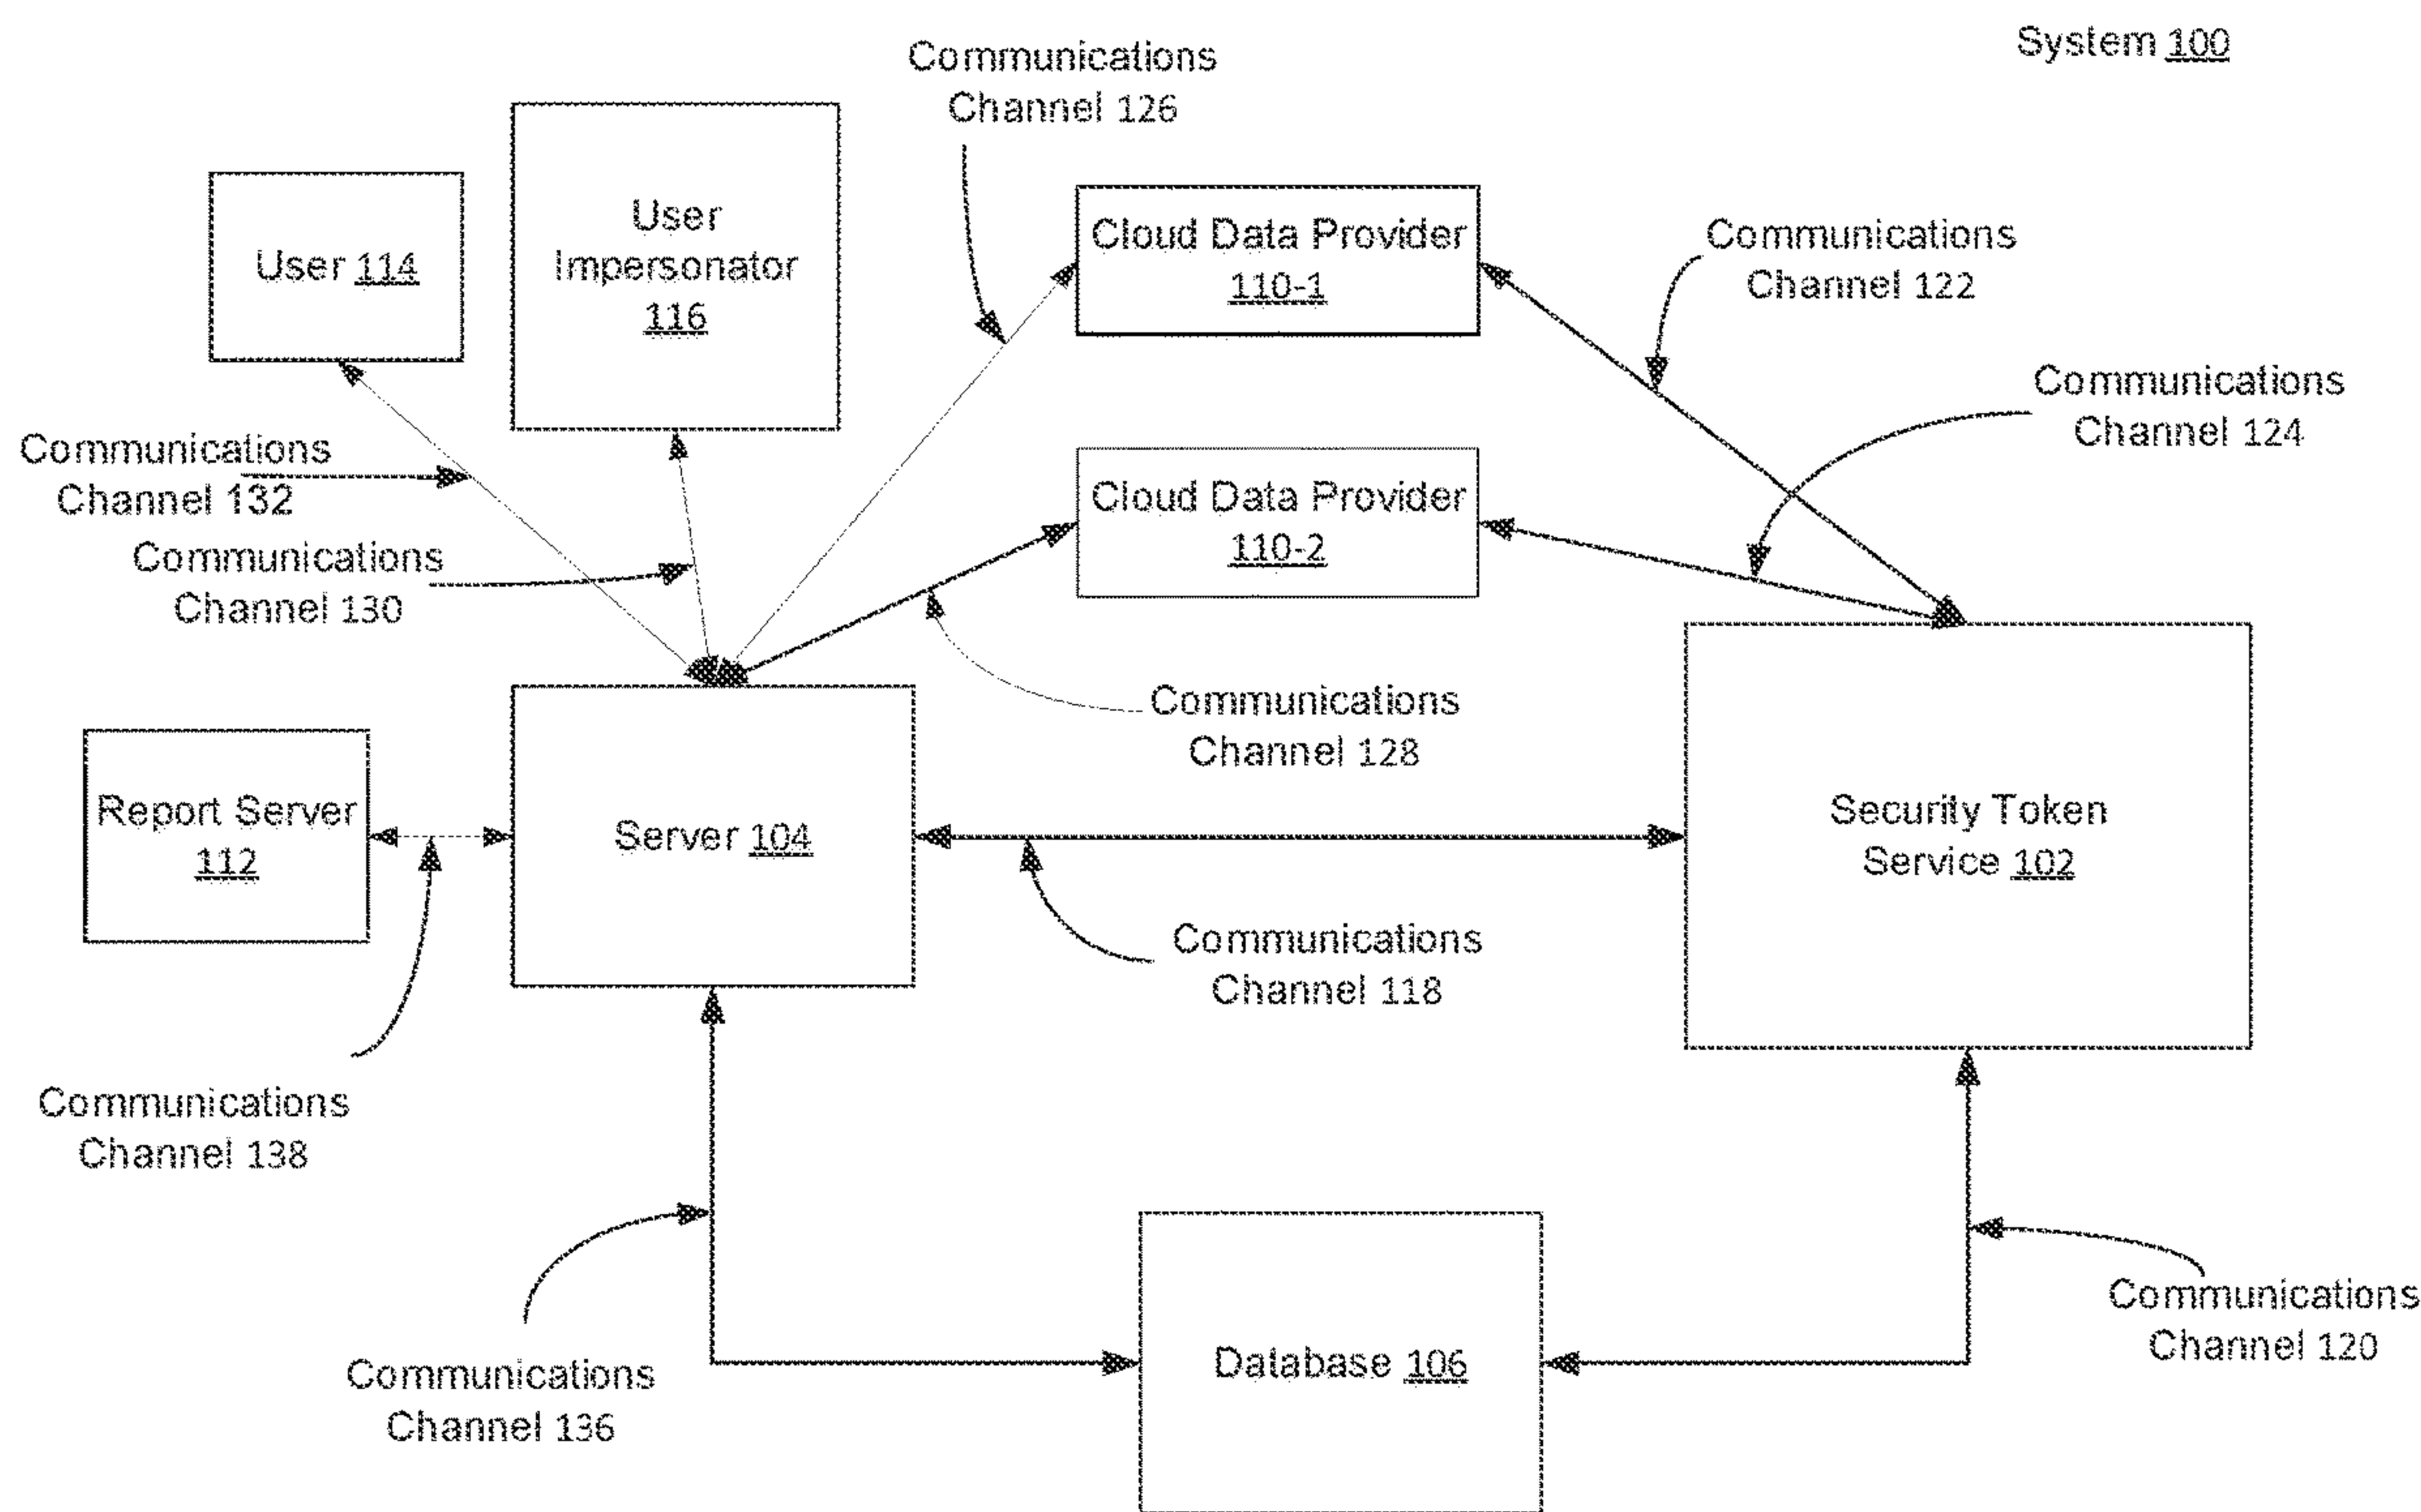 System 100
Communications
Channel 126
User 114
User
Impersonator
116
Cloud Data Provider
110-1
Communications
Channel 122
Communications
Channel 124
Communications
Channel 132
Cloud Data Provider
110-2
Communications
Channel 130
Communications
Channel 128
Report Server
112
Server 104
Security Token
Service 102
Communications
Channel 118
Communications
Channel 138
Communications
Channel 136
Database 106
Communications
Channel 120